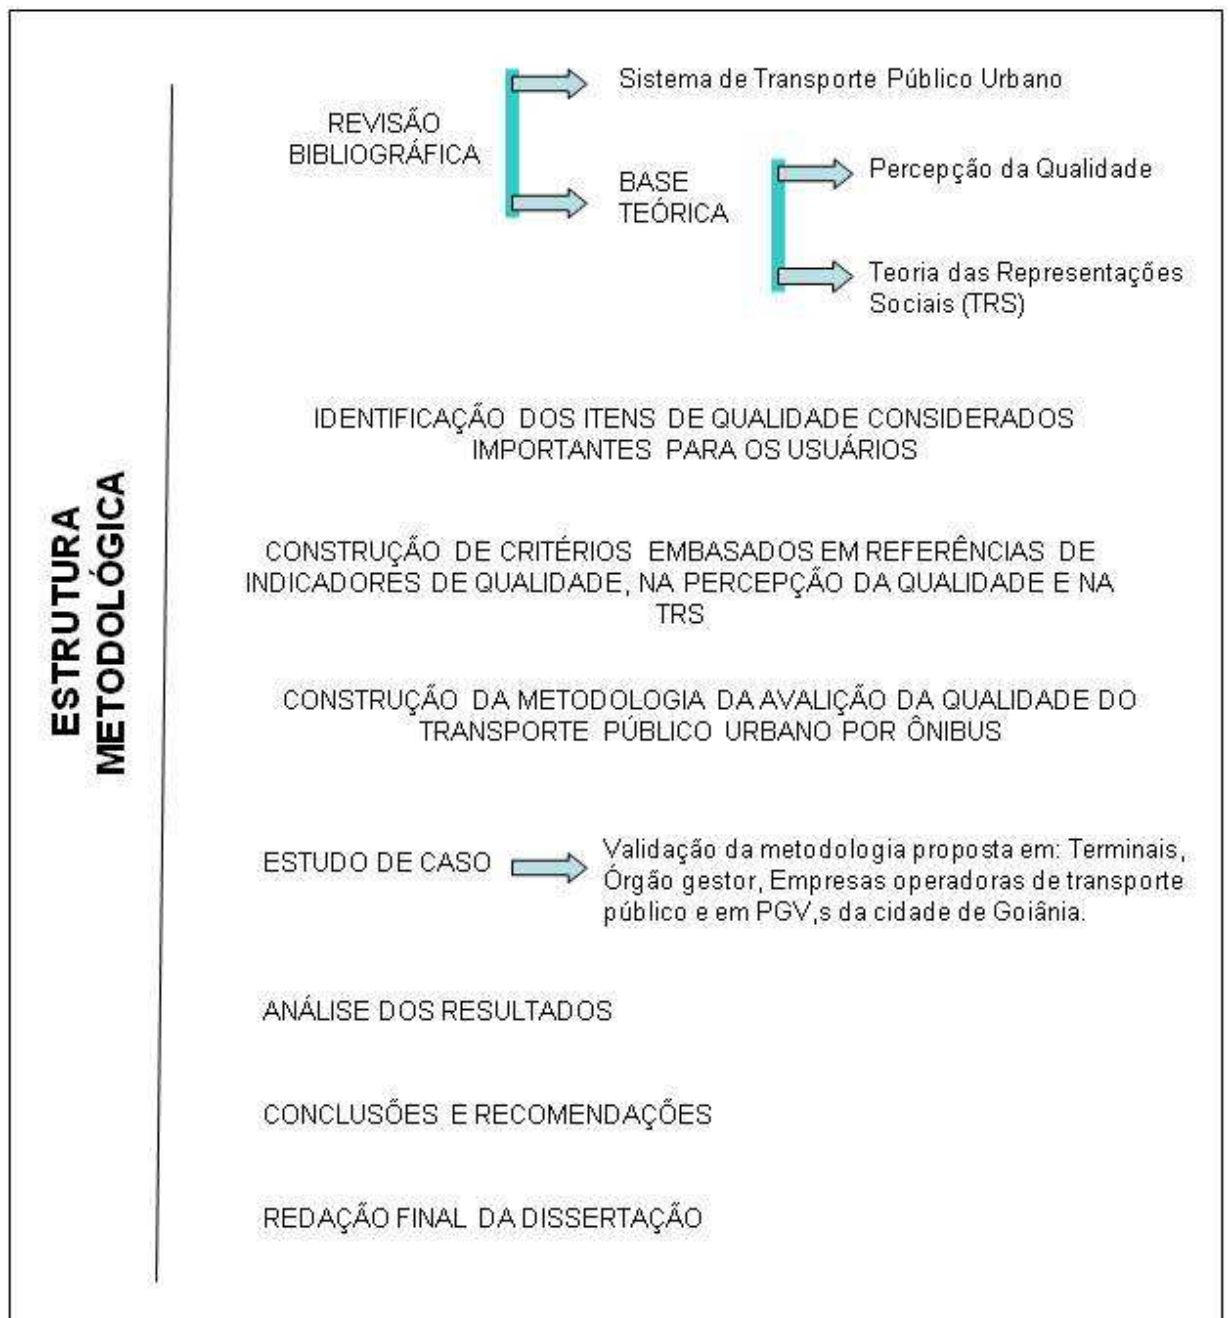 ESTRUTURA
METODOLÓGICA
REVISÃO
BIBLIOGRÁFICA
Sistema de Transporte Público Urbano
BASE
TEÓRICA
Percepção da Qualidade
Teoria das Representações
Sociais (TRS)
IDENTIFICAÇÃO DOS ITENS DE QUALIDADE CONSIDERADOS
IMPORTANTES PARA OS USUÁRIOS
CONSTRUÇÃO DE CRITÉRIOS EMBASADOS EM REFERÊNCIAS DE
INDICADORES DE QUALIDADE, NA PERCEPÇÃO DA QUALIDADE E NA
TRS
CONSTRUÇÃO DA METODOLOGIA DA AVALIÇÃO DA QUALIDADE DO
TRANSPORTE PÚBLICO URBANO POR ÔNIBUS
ESTUDO DE CASO
Validação da metodologia proposta em: Terminais,
Órgão gestor, Empresas operadoras de transporte
público e em PGV,s da cidade de Goiânia.
ANÁLISE DOS RESULTADOS
CONCLUSÕES E RECOMENDAÇÕES
REDAÇÃO FINAL DA DISSERTAÇÃO